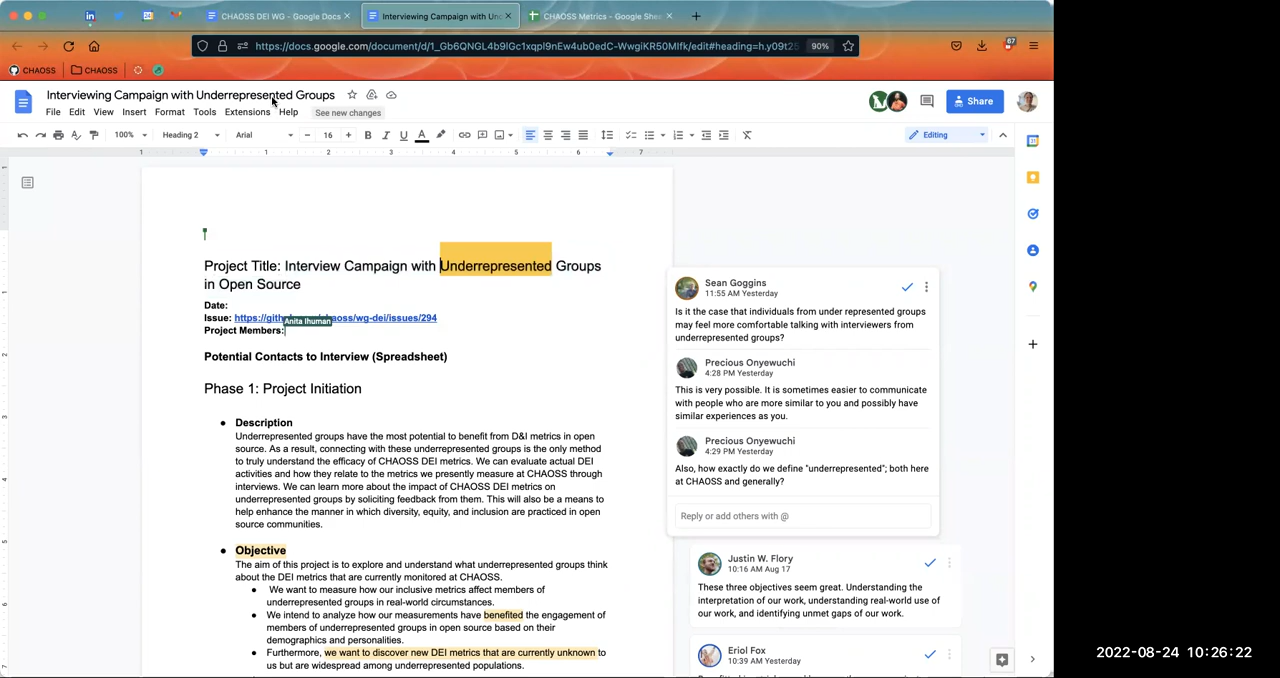 CHAOSS DEI WG - Google Docs
Interviewing Campaign with Und
CHAOSS Metrics - Google Shee
https://docs.google.com/document/d/1_Gb6QNGL4b9lGc1xqpl9nEw4ub0edC-WwgiKR50MIfk/edit#heading=h.y09t25
90%
67
CHAOSS
CHAOSS
Interviewing Campaign with Underrepresented Groups
File Edit View Insert Format Tools Extensions Help
See new changes
Share
100% Heading 2 Arial 16 B I U A
Editing
1 1 2 3 4 5 6 7
Project Title: Interview Campaign with Underrepresented Groups
in Open Source
Date:
Issue: https://gith aoss/wg-dei/issues/294
Anita Ihuman
Project Members:
Potential Contacts to Interview (Spreadsheet)
Phase 1: Project Initiation
● Description
Underrepresented groups have the most potential to benefit from D&I metrics in open
source. As a result, connecting with these underrepresented groups is the only method
to truly understand the efficacy of CHAOSS DEI metrics. We can evaluate actual DEI
activities and how they relate to the metrics we presently measure at CHAOSS through
interviews. We can learn more about the impact of CHAOSS DEI metrics on
underrepresented groups by soliciting feedback from them. This will also be a means to
help enhance the manner in which diversity, equity, and inclusion are practiced in open
source communities.
● Objective
The aim of this project is to explore and understand what underrepresented groups think
about the DEI metrics that are currently monitored at CHAOSS.
● We want to measure how our inclusive metrics affect members of
underrepresented groups in real-world circumstances.
● We intend to analyze how our measurements have benefited the engagement of
members of underrepresented groups in open source based on their
demographics and personalities.
● Furthermore, we want to discover new DEI metrics that are currently unknown to
us but are widespread among underrepresented populations.
Sean Goggins
11:55 AM Yesterday
Is it the case that individuals from under represented groups
may feel more comfortable talking with interviewers from
underrepresented groups?
Precious Onyewuchi
4:28 PM Yesterday
This is very possible. It is sometimes easier to communicate
with people who are more similar to you and possibly have
similar experiences as you.
Precious Onyewuchi
4:29 PM Yesterday
Also, how exactly do we define "underrepresented"; both here
at CHAOSS and generally?
Reply or add others with @
Justin W. Flory
10:16 AM Aug 17
These three objectives seem great. Understanding the
interpretation of our work, understanding real-world use of
our work, and identifying unmet gaps of our work.
Eriol Fox
10:39 AM Yesterday
2022-08-24 10:26:22